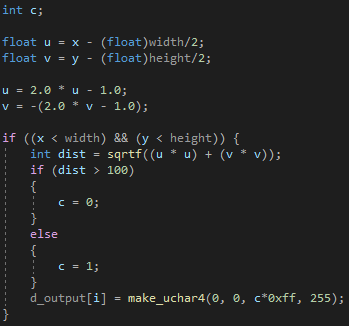 int c;
float u = x - (float)width/2;
float v = y - (float)height/2;
u = 2.0 * u - 1.0;
v = -(2.0 * v - 1.0);
if ((x < width) && (y < height)) {
int dist = sqrtf((u * u) + (v * v));
if (dist > 100)
{
c = 0;
}
else
{
c = 1;
}
d_output[i] = make_uchar4(0, 0, c*0xff, 255);
}